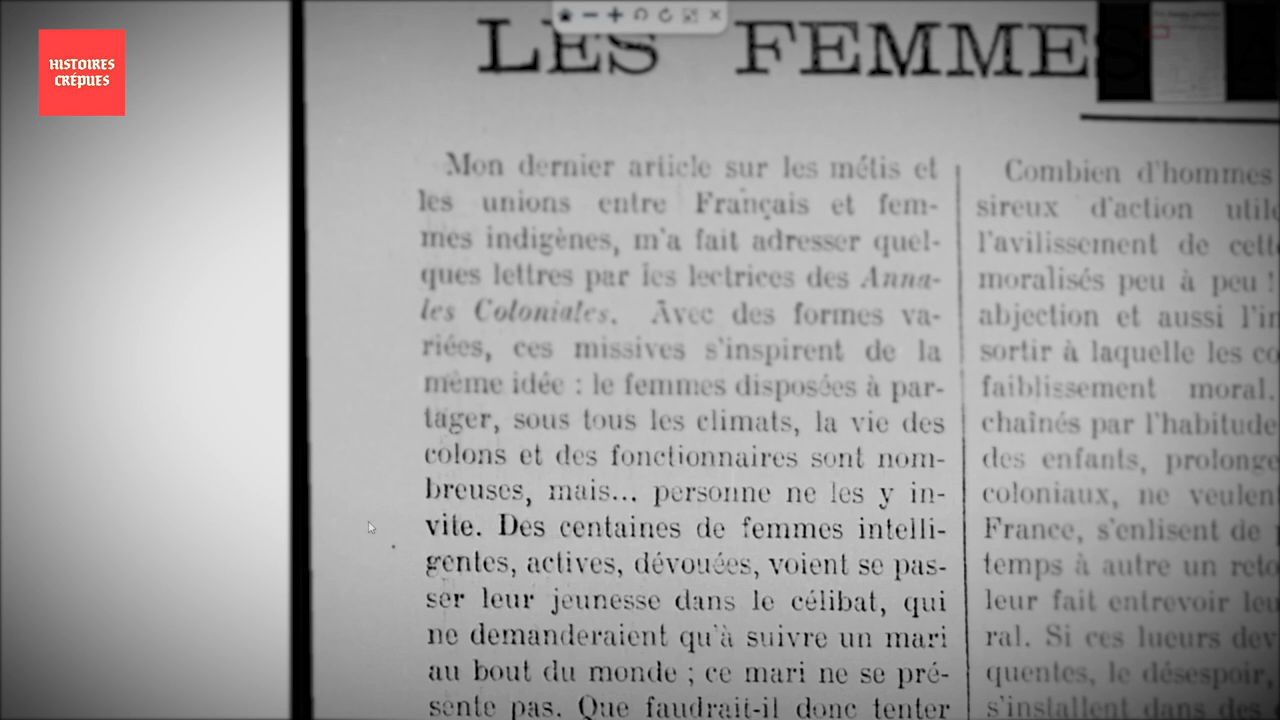 HISTOIRES
CRÉPUES
LES FEMMES
Mon dernier article sur les métis et
les unions entre Français et fem-
mes indigènes, m'a fait adresser quel-
ques lettres par les lectrices des Anna-
les Coloniales. Avec des formes va-
riées, ces missives s'inspirent de la
même idée : le femmes disposées à par-
tager, sous tous les climats, la vie des
colons et des fonctionnaires sont nom-
breuses, mais... personne ne les y in-
vite. Des centaines de femmes intelli-
gentes, actives, dévouées, voient se pas-
ser leur jeunesse dans le célibat, qui
ne demanderaient qu'à suivre un mari
au bout du monde ; ce mari ne se pré-
sente pas. Que faudrait-il donc tenter
Combien d'hommes
sireux d'action
l'avilissement de
moralisés peu à peu !
abjection et aussi
sortir à laquelle les
faiblissement moral.
chaînés par l'habitude
des enfants,
coloniaux, ne
France, s'enlisent de
temps à autre un
leur fait entrevoir
ral. Si ces lueurs
quentes, le désespoir,
s'installent dans des